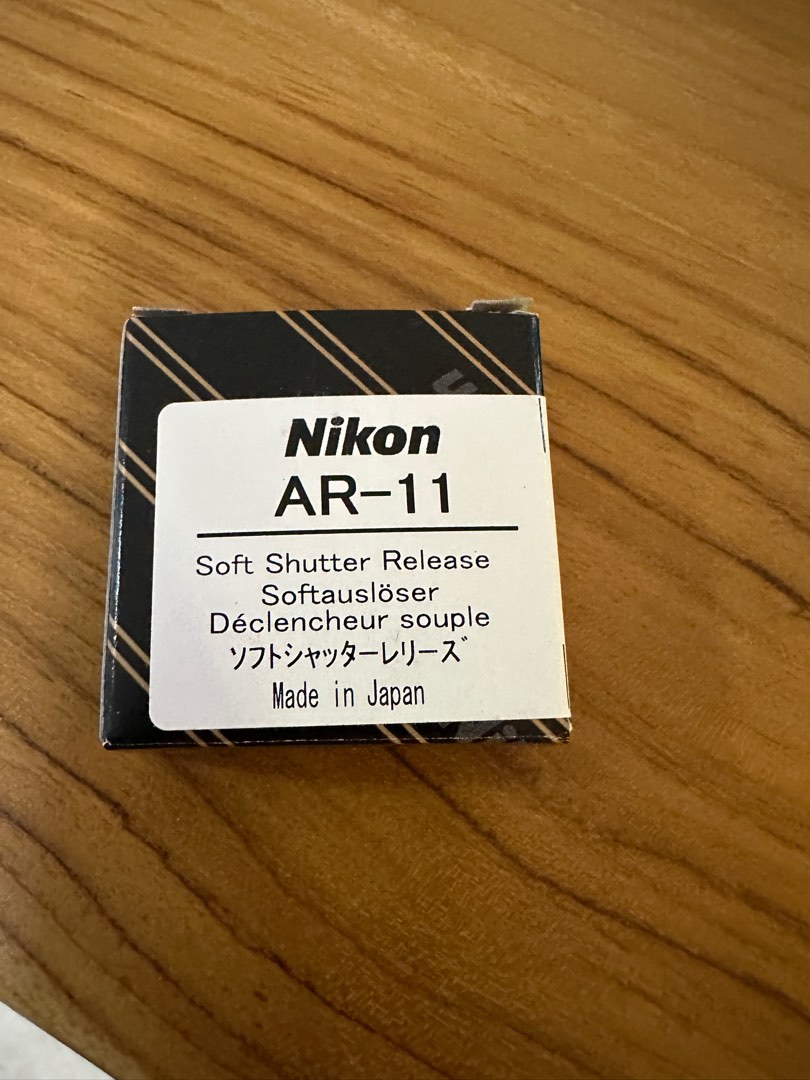 Nikon
AR-11
Soft Shutter Release
Softauslöser
Déclencheur souple
ソフトシャッターレリーズ
Made in Japan